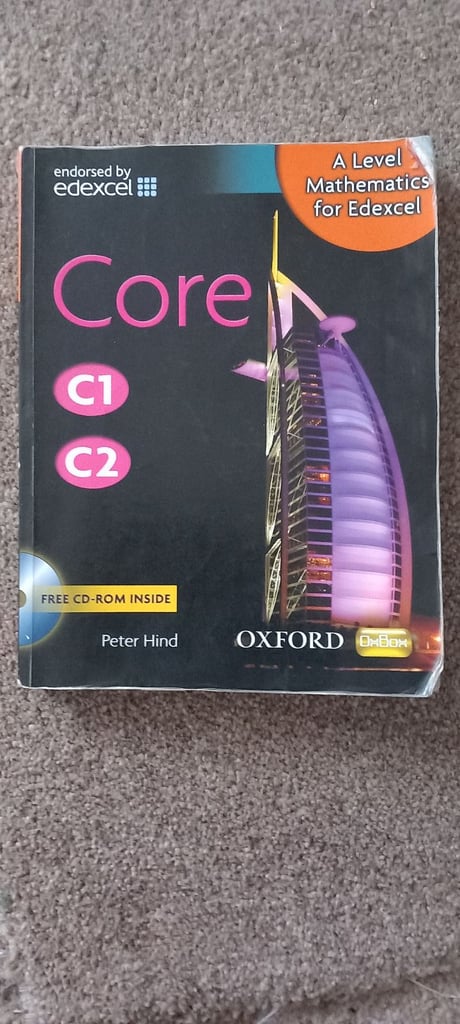 endorsed by
edexcel
A Level
Mathematics
for Edexcel
Core
C1
C2
FREE CD-ROM INSIDE
Peter Hind
OXFORD
OxBox